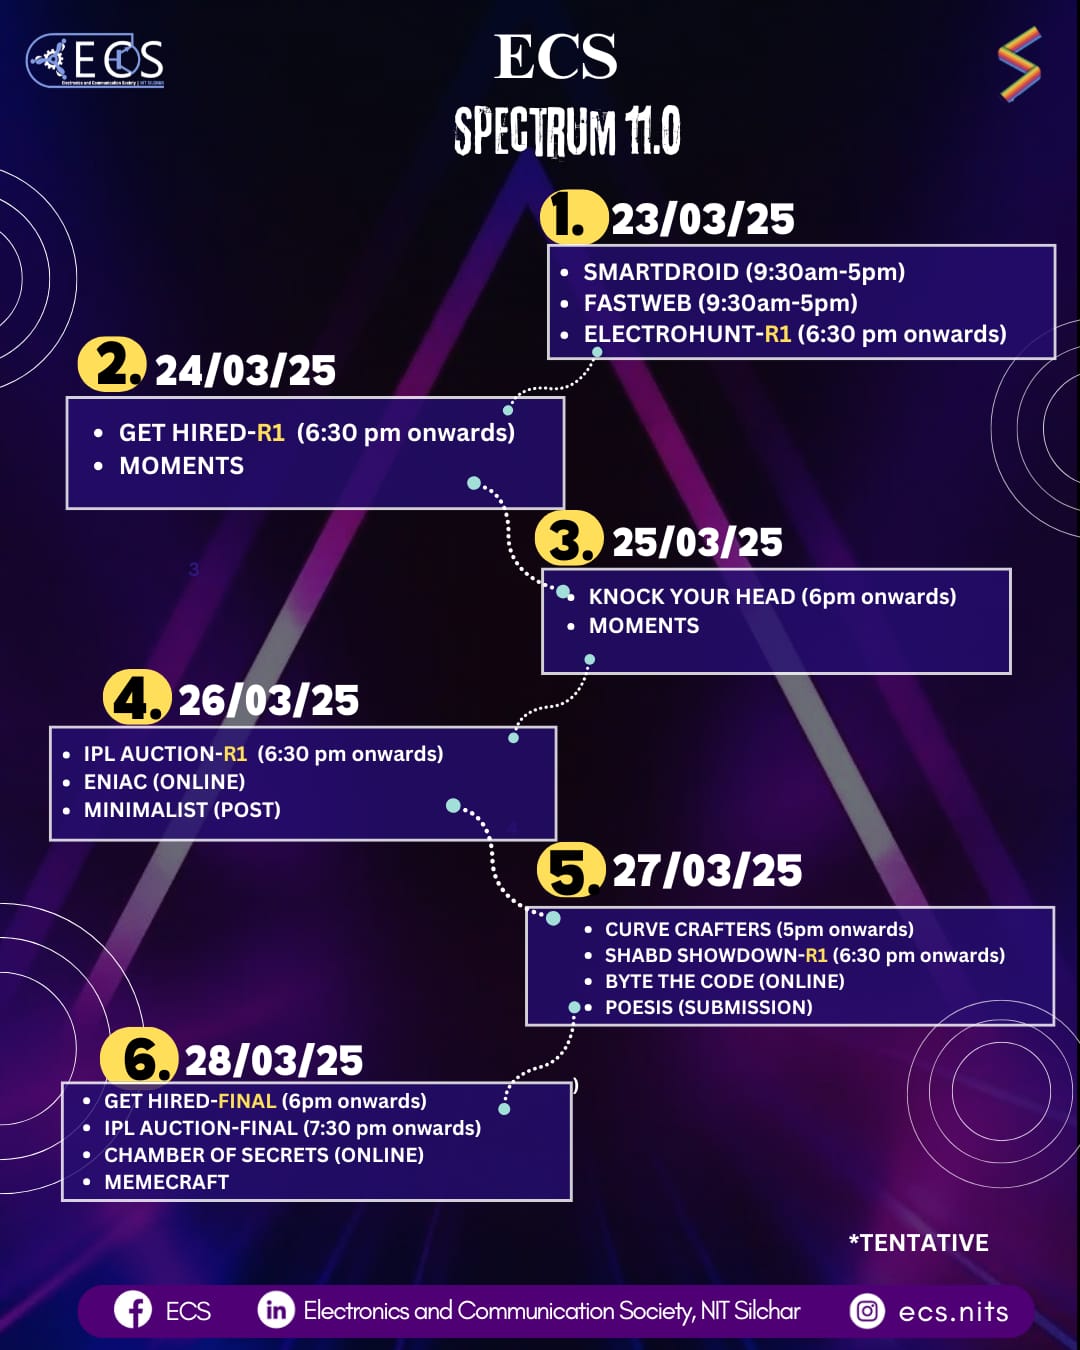 ECS
Electronics and Communication Society | NIT SILCHAR
ECS
SPECTRUM 11.0
1. 23/03/25
• SMARTDROID (9:30am-5pm)
• FASTWEB (9:30am-5pm)
• ELECTROHUNT-R1 (6:30 pm onwards)
2. 24/03/25
• GET HIRED-R1 (6:30 pm onwards)
• MOMENTS
3
3. 25/03/25
• KNOCK YOUR HEAD (6pm onwards)
• MOMENTS
4. 26/03/25
• IPL AUCTION-R1 (6:30 pm onwards)
• ENIAC (ONLINE)
• MINIMALIST (POST)
4
5. 27/03/25
• CURVE CRAFTERS (5pm onwards)
• SHABD SHOWDOWN-R1 (6:30 pm onwards)
• BYTE THE CODE (ONLINE)
• POESIS (SUBMISSION)
6. 28/03/25
)
• GET HIRED-FINAL (6pm onwards)
• IPL AUCTION-FINAL (7:30 pm onwards)
• CHAMBER OF SECRETS (ONLINE)
• MEMECRAFT
*TENTATIVE
ECS
Electronics and Communication Society, NIT Silchar
ecs.nits